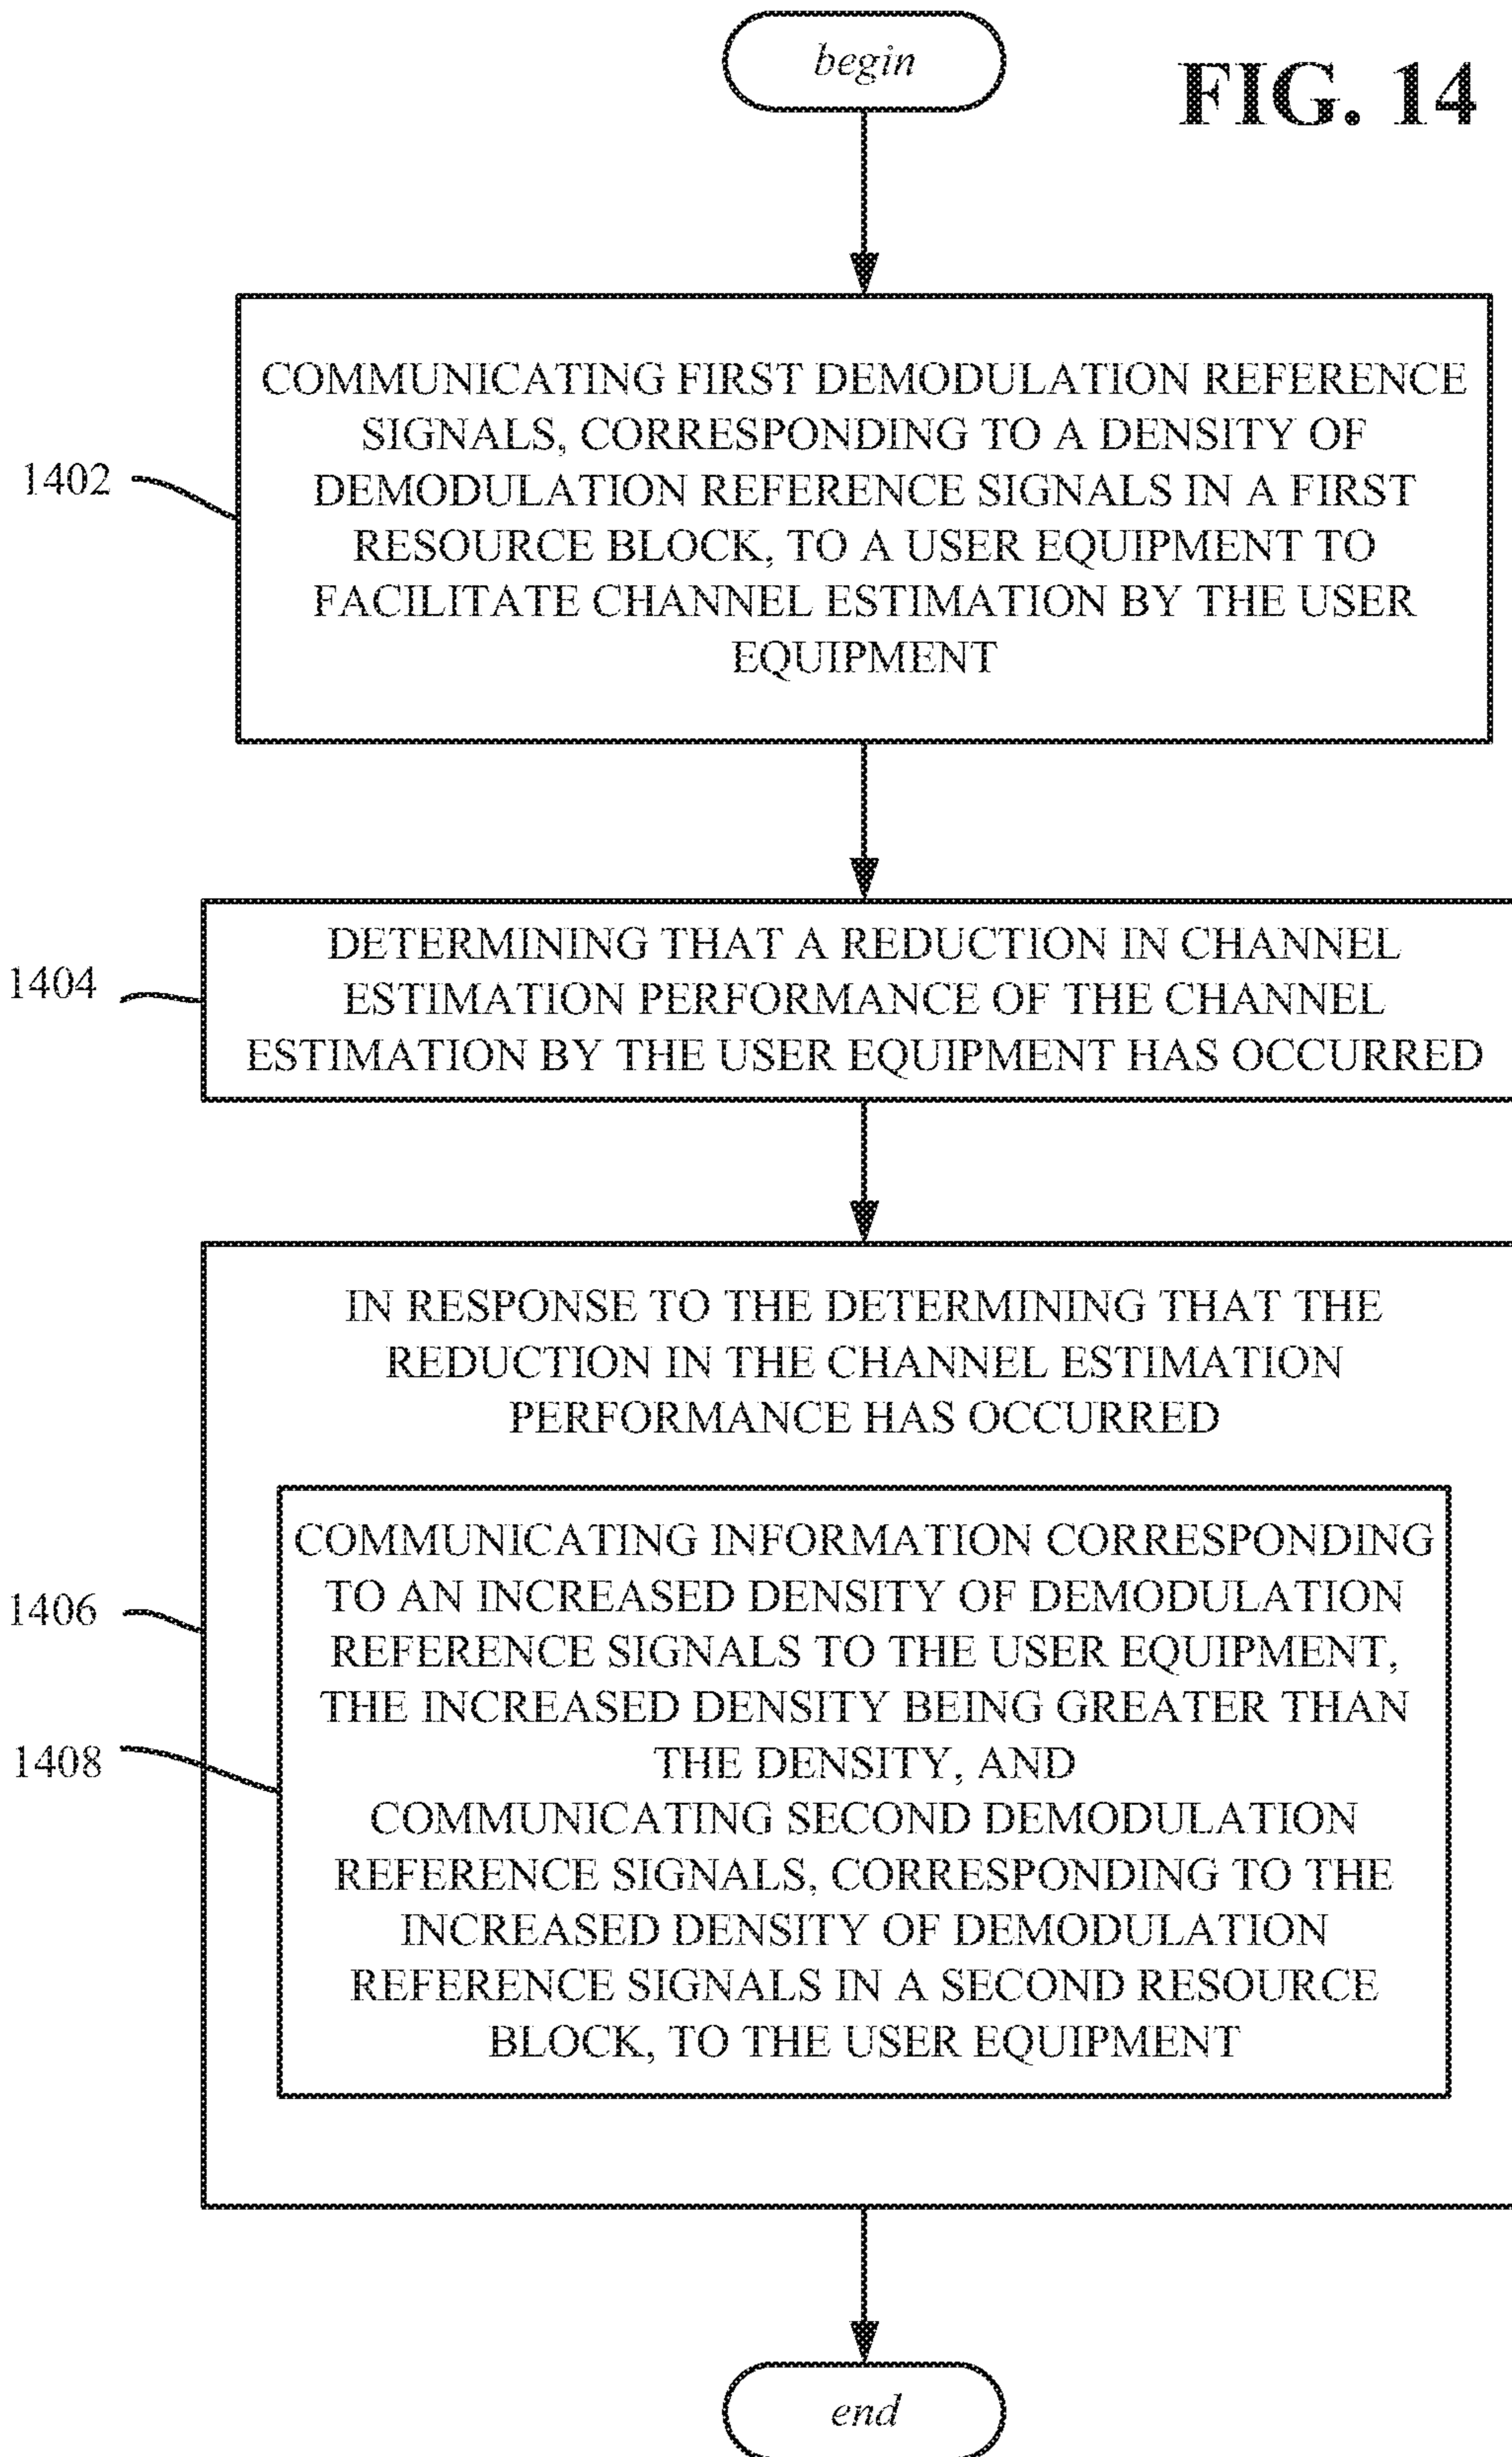 begin
FIG. 14
COMMUNICATING FIRST DEMODULATION REFERENCE
SIGNALS, CORRESPONDING TO A DENSITY OF
DEMODULATION REFERENCE SIGNALS IN A FIRST
RESOURCE BLOCK, TO A USER EQUIPMENT TO
FACILITATE CHANNEL ESTIMATION BY THE USER
EQUIPMENT
1402
DETERMINING THAT A REDUCTION IN CHANNEL
ESTIMATION PERFORMANCE OF THE CHANNEL
ESTIMATION BY THE USER EQUIPMENT HAS OCCURRED
1404
IN RESPONSE TO THE DETERMINING THAT THE
REDUCTION IN THE CHANNEL ESTIMATION
PERFORMANCE HAS OCCURRED
1406
COMMUNICATING INFORMATION CORRESPONDING
TO AN INCREASED DENSITY OF DEMODULATION
REFERENCE SIGNALS TO THE USER EQUIPMENT,
THE INCREASED DENSITY BEING GREATER THAN
THE DENSITY, AND
COMMUNICATING SECOND DEMODULATION
REFERENCE SIGNALS, CORRESPONDING TO THE
INCREASED DENSITY OF DEMODULATION
REFERENCE SIGNALS IN A SECOND RESOURCE
BLOCK, TO THE USER EQUIPMENT
1408
end